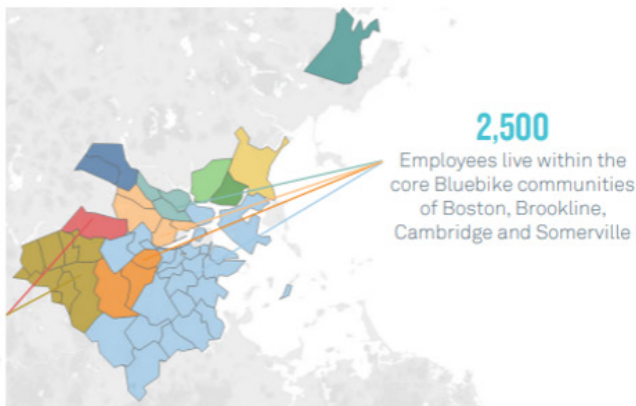 2,500
Employees live within the
core Bluebike communities
of Boston, Brookline,
Cambridge and Somerville